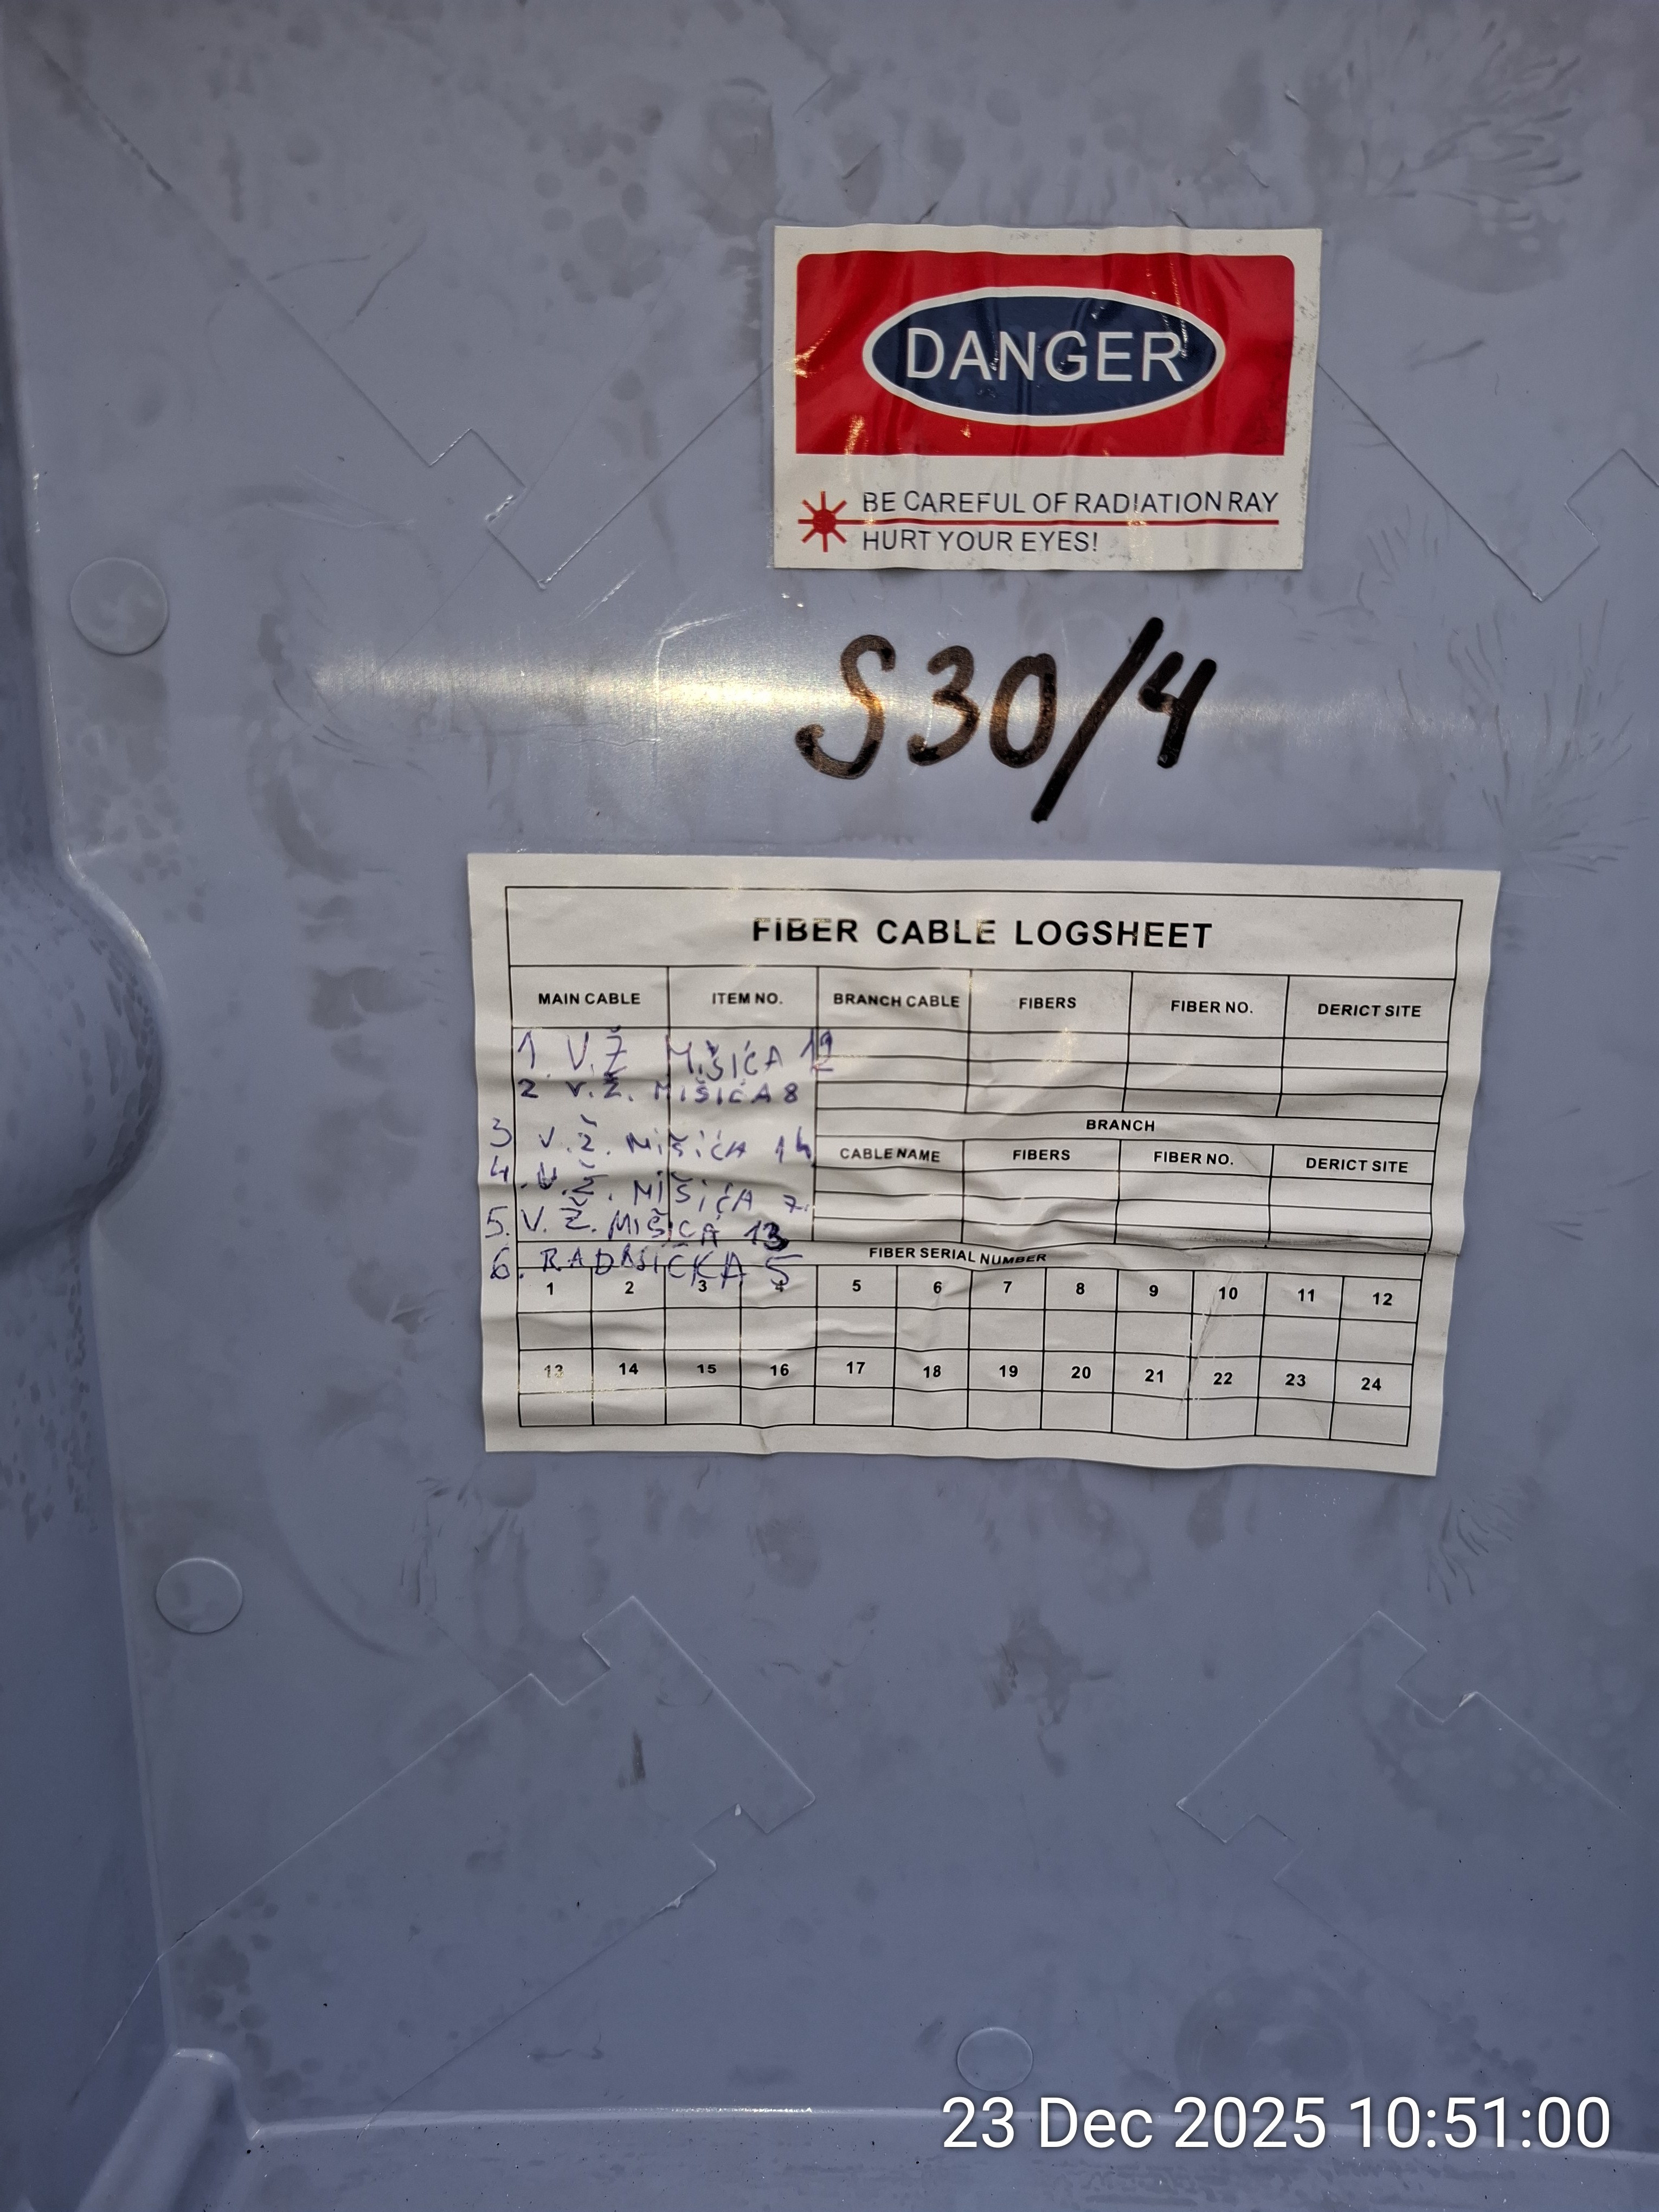 DANGER
BE CAREFUL OF RADIATION RAY
HURT YOUR EYES!
S30/4
FIBER CABLE LOGSHEET
MAIN CABLE ITEM NO. BRANCH CABLE FIBERS FIBER NO. DERICT SITE
1. V.Ž MIŠIĆA
2 V.Ž. MIŠIĆA 8
3 V.Ž. MIŠIĆA 14
4. V.Ž. MIŠIĆA 7.
5. V.Ž. MIŠIĆA 13
6. 5
BRANCH
CABLE NAME FIBERS FIBER NO. DERICT SITE
FIBER SERIAL NUMBER
1 2 3 4 5 6 7 8 9 10 11 12
13 14 15 16 17 18 19 20 21 22 23 24
23 Dec 2025 10:51:00